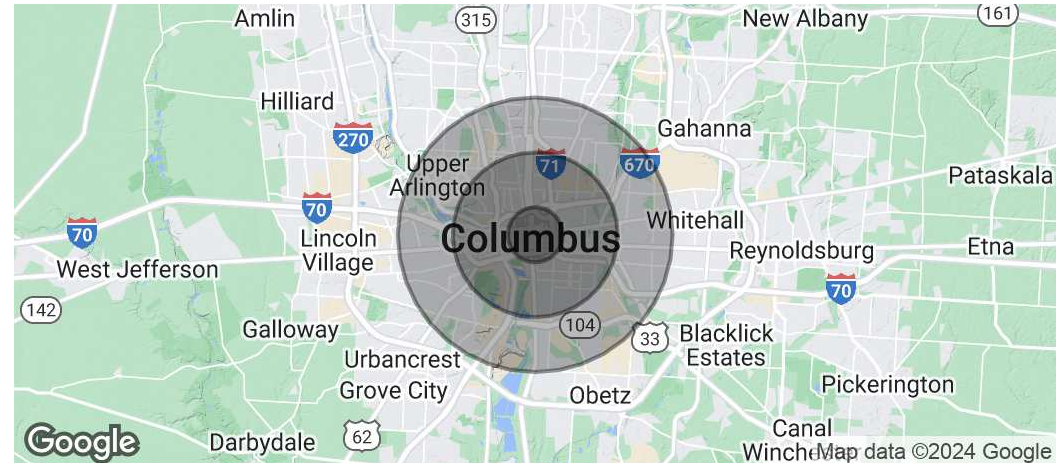 Amlin
315
New Albany
161
Hilliard
270
Gahanna
Upper
Arlington
71
670
Pataskala
70
Whitehall
70
Lincoln
Village
Columbus
Reynoldsburg
Etna
West Jefferson
70
142
Galloway
104
33
Blacklick
Estates
Urbancrest
Grove City
Obetz
Pickerington
Google
Darbydale
62
Canal
Map data ©2024 Google